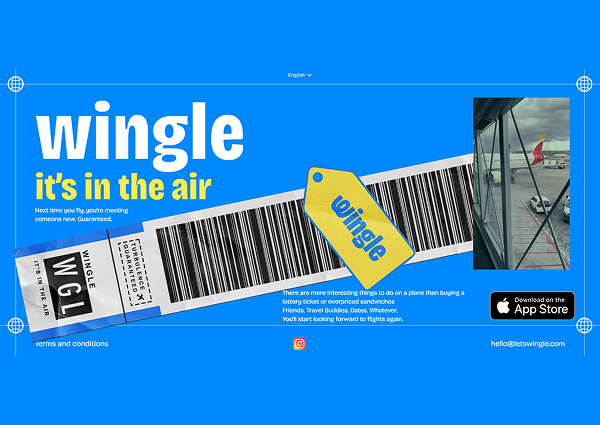 English
wingle
it's in the air
Next time you fly, you're meeting
someone new. Guaranteed.
WINGLE
WGL
IT'S IN THE AIR
TURBULENCE
GUARANTEED
wingle
There are more interesting things to do on a plane than buying a
lottery ticket or overpriced sandwiches
Friends. Travel Buddies. Dates. Whatever.
You'll start looking forward to flights again.
Download on the
App Store
Terms and conditions
hello@letswingle.com